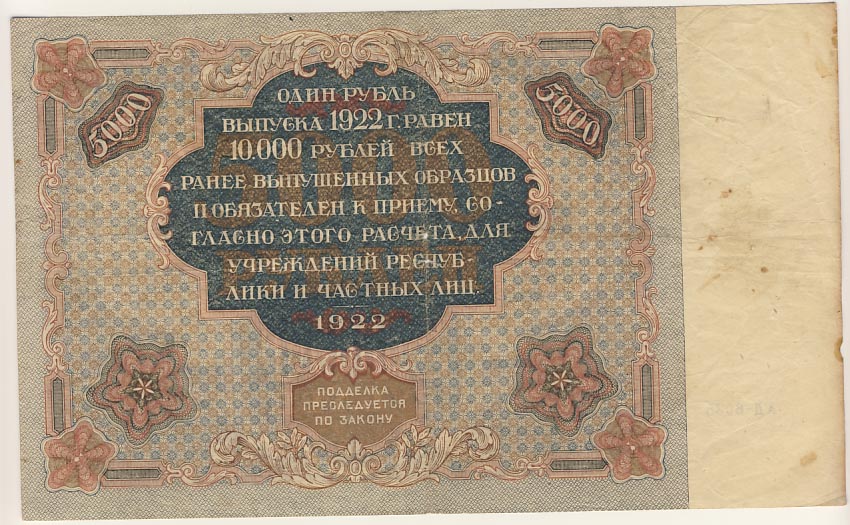 5000
5000
ОДИН РУБЛЬ
ВЫПУСКА 1922 Г. РАВЕН
10.000 РУБЛЕЙ ВСЕХ
РАНЕЕ ВЫПУЩЕННЫХ ОБРАЗЦОВ
И ОБЯЗАТЕЛЕН К ПРИЕМУ, СО-
ГЛАСНО ЭТОГО РАСЧЕТА, ДЛЯ
УЧРЕЖДЕНИЙ РЕСПУБ-
ЛИКИ И ЧАСТНЫХ ЛИЦ.
1922
ПОДДЕЛКА
ПРЕСЛЕДУЕТСЯ
ПО ЗАКОНУ